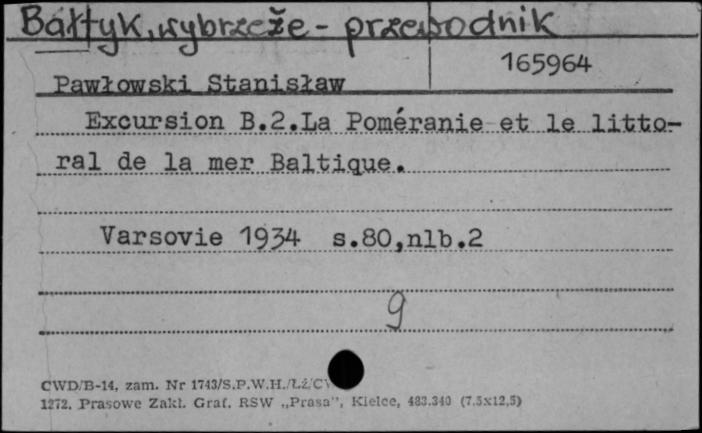 Bałtyk, wybrzeże - przewodnik
165964
Pawłowski Stanisław
Excursion B.2.La Poméranie et le litto-
ral de la mer Baltique.
Varsovie 1934 s.80,nlb.2
9
CWD/B-14, zam. Nr 1743/S.P.W.H./Łż/CW
1272. Prasowe Zakł. Graf. RSW „Prasa”, Kielce, 483.340 (7.5x12,5)